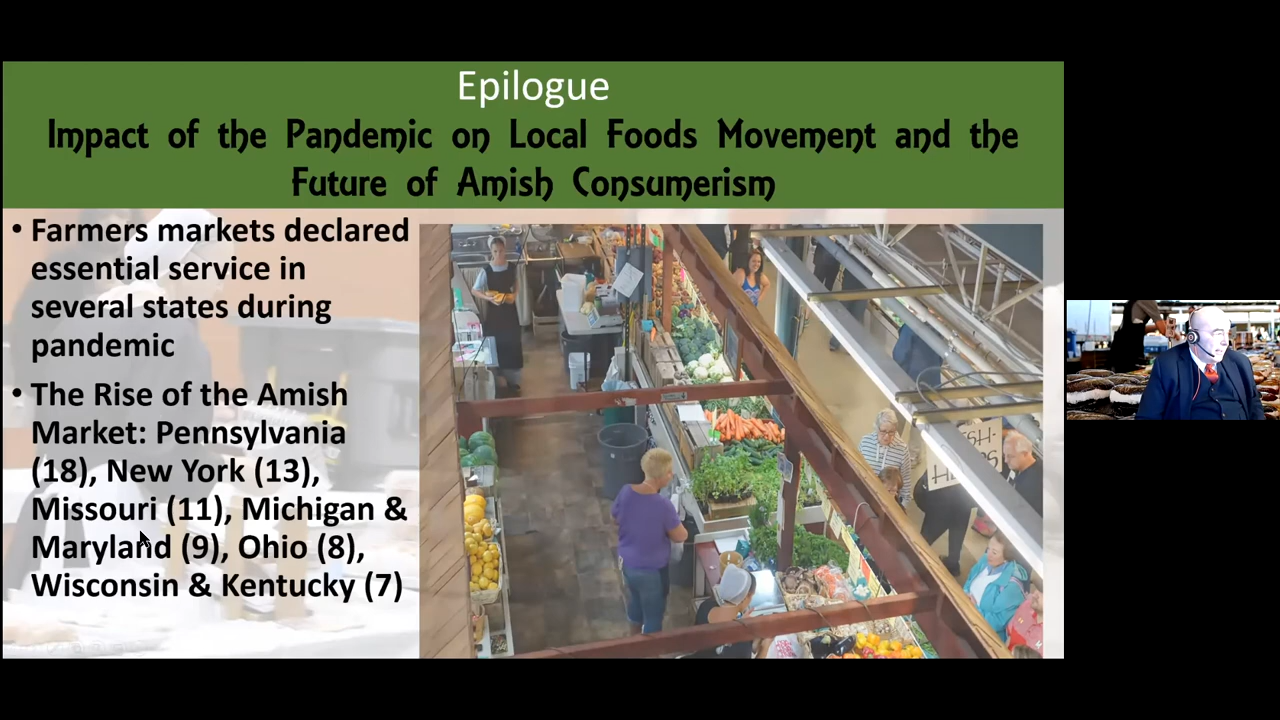 Epilogue
Impact of the Pandemic on Local Foods Movement and the
Future of Amish Consumerism
• Farmers markets declared
essential service in
several states during
pandemic
• The Rise of the Amish
Market: Pennsylvania
(18), New York (13),
Missouri (11), Michigan &
Maryland (9), Ohio (8),
Wisconsin & Kentucky (7)